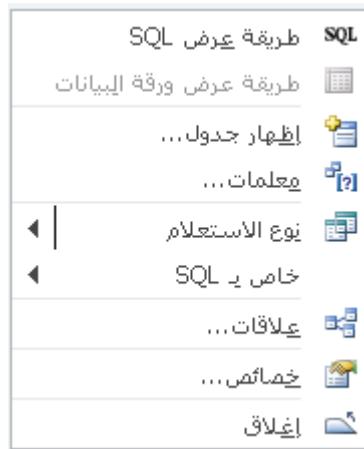 SQL طريقة عرض SQL
طريقة عرض ورقة البيانات
إظهار جدول...
[?] معلمات...
نوع الاستعلام
خاص بـ SQL
علاقات...
خصائص...
إغلاق